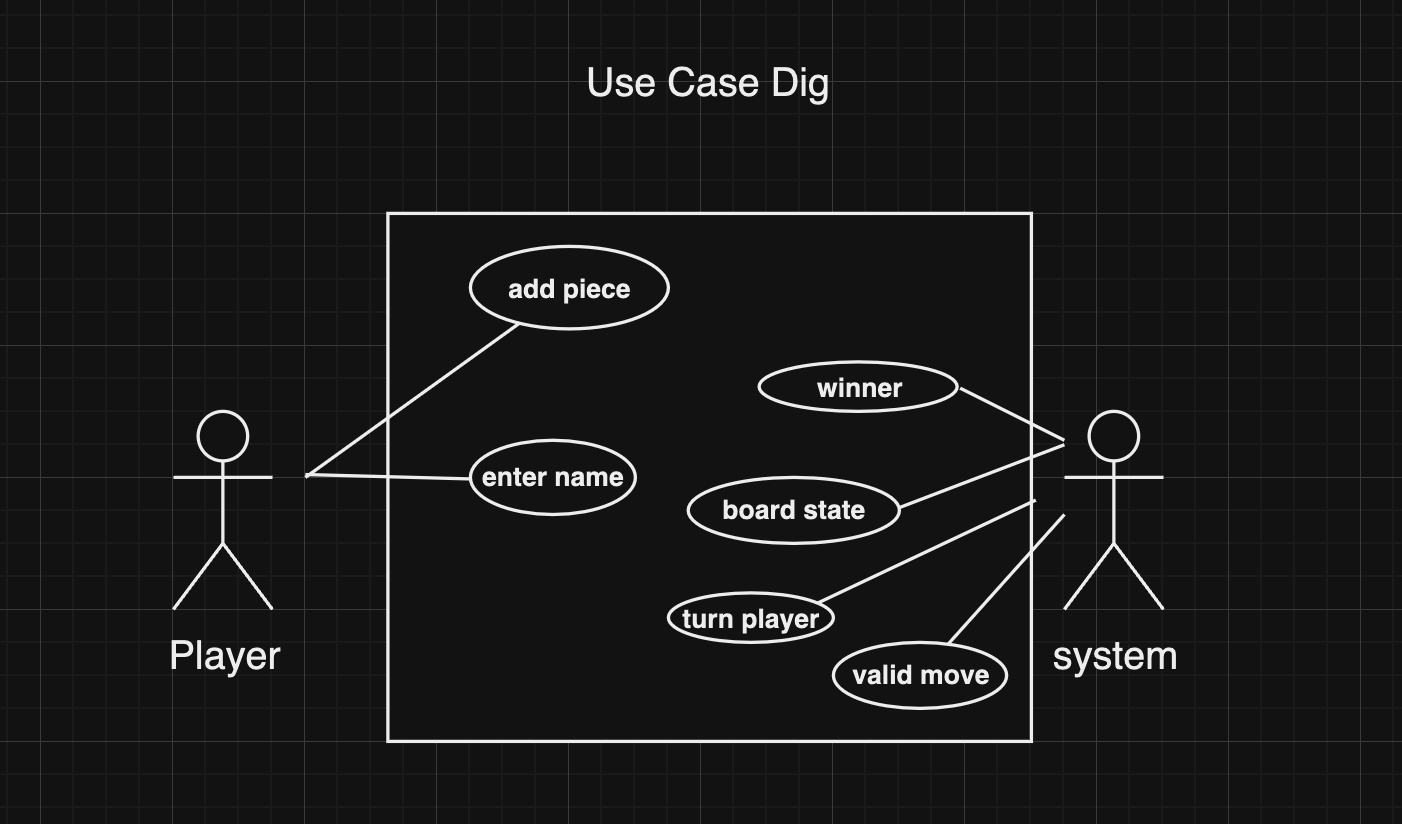 Use Case Dig
add piece
winner
enter name
board state
turn player
valid move
Player
system